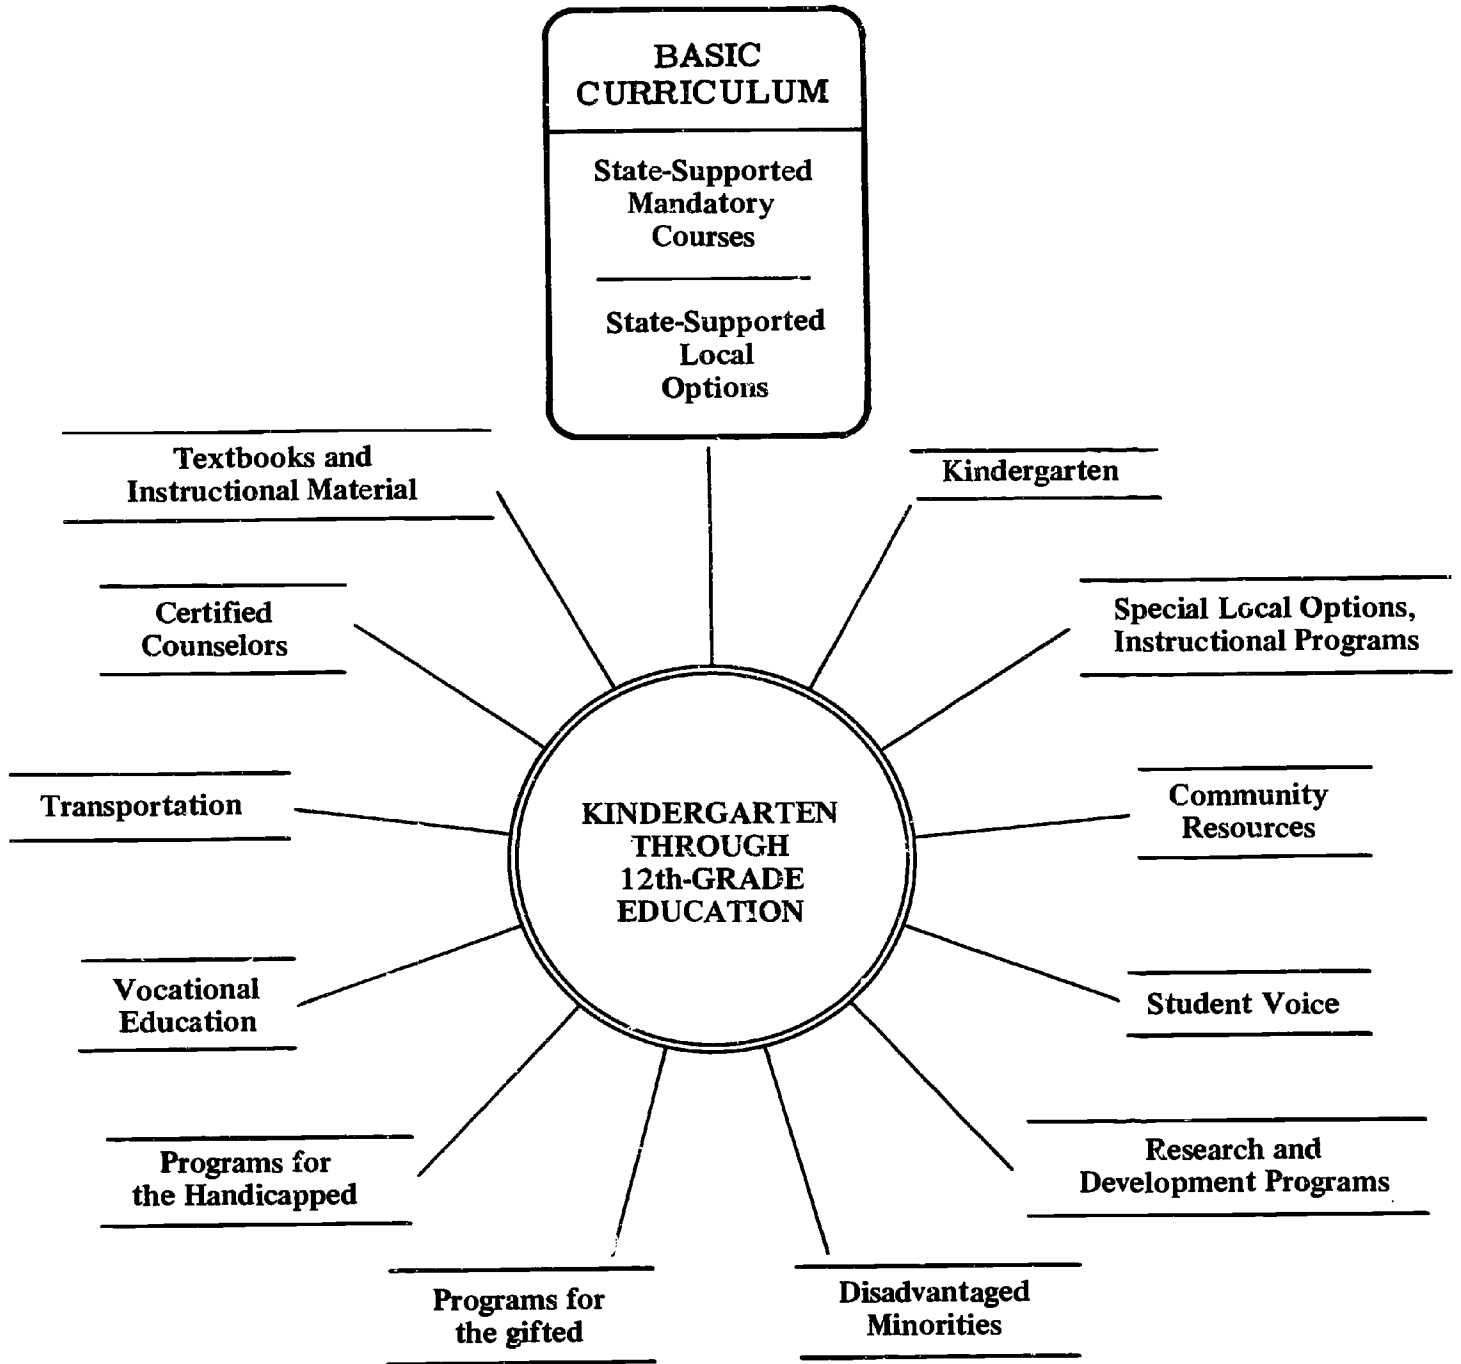 BASIC
CURRICULUM
State-Supported
Mandatory
Courses
State-Supported
Local
Options
Textbooks and
Instructional Material
Kindergarten
Certified
Counselors
Special Local Options,
Instructional Programs
Transportation
Community
Resources
KINDERGARTEN
THROUGH
12th-GRADE
EDUCATION
Vocational
Education
Student Voice
Programs for
the Handicapped
Research and
Development Programs
Programs for
the gifted
Disadvantaged
Minorities